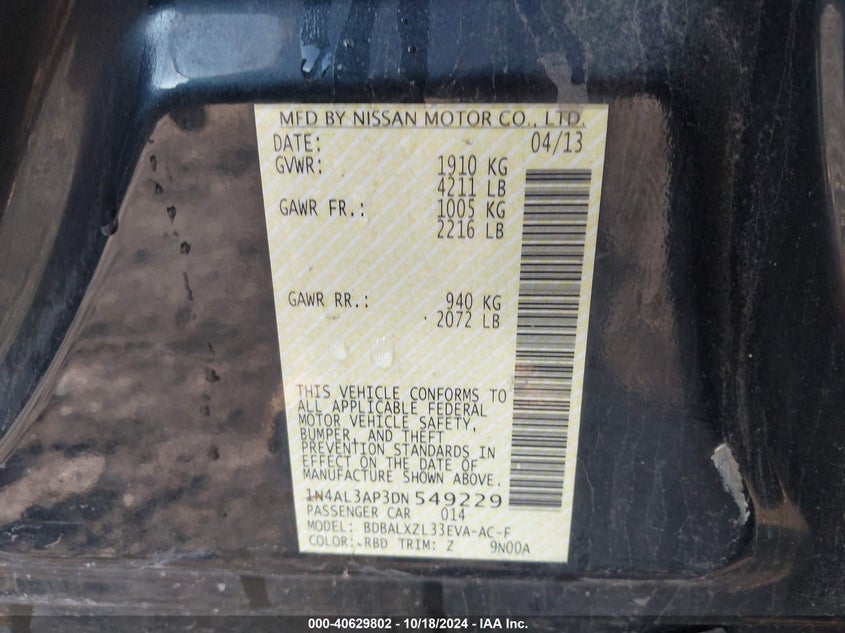 MFD BY NISSAN MOTOR CO., LTD.
DATE: 04/13
GVWR: 1910 KG
4211 LB
GAWR FR.: 1005 KG
2216 LB
GAWR RR.: 940 KG
2072 LB
THIS VEHICLE CONFORMS TO
ALL APPLICABLE FEDERAL
MOTOR VEHICLE SAFETY,
BUMPER, AND THEFT
PREVENTION STANDARDS IN
EFFECT ON THE DATE OF
MANUFACTURE SHOWN ABOVE.
1N4AL3AP3DN549229
PASSENGER CAR 014
MODEL: BDBALXZL33EVA-AC-F
COLOR: RBD TRIM: Z 9N00A
000-40629802 - 10/18/2024 - IAA Inc.